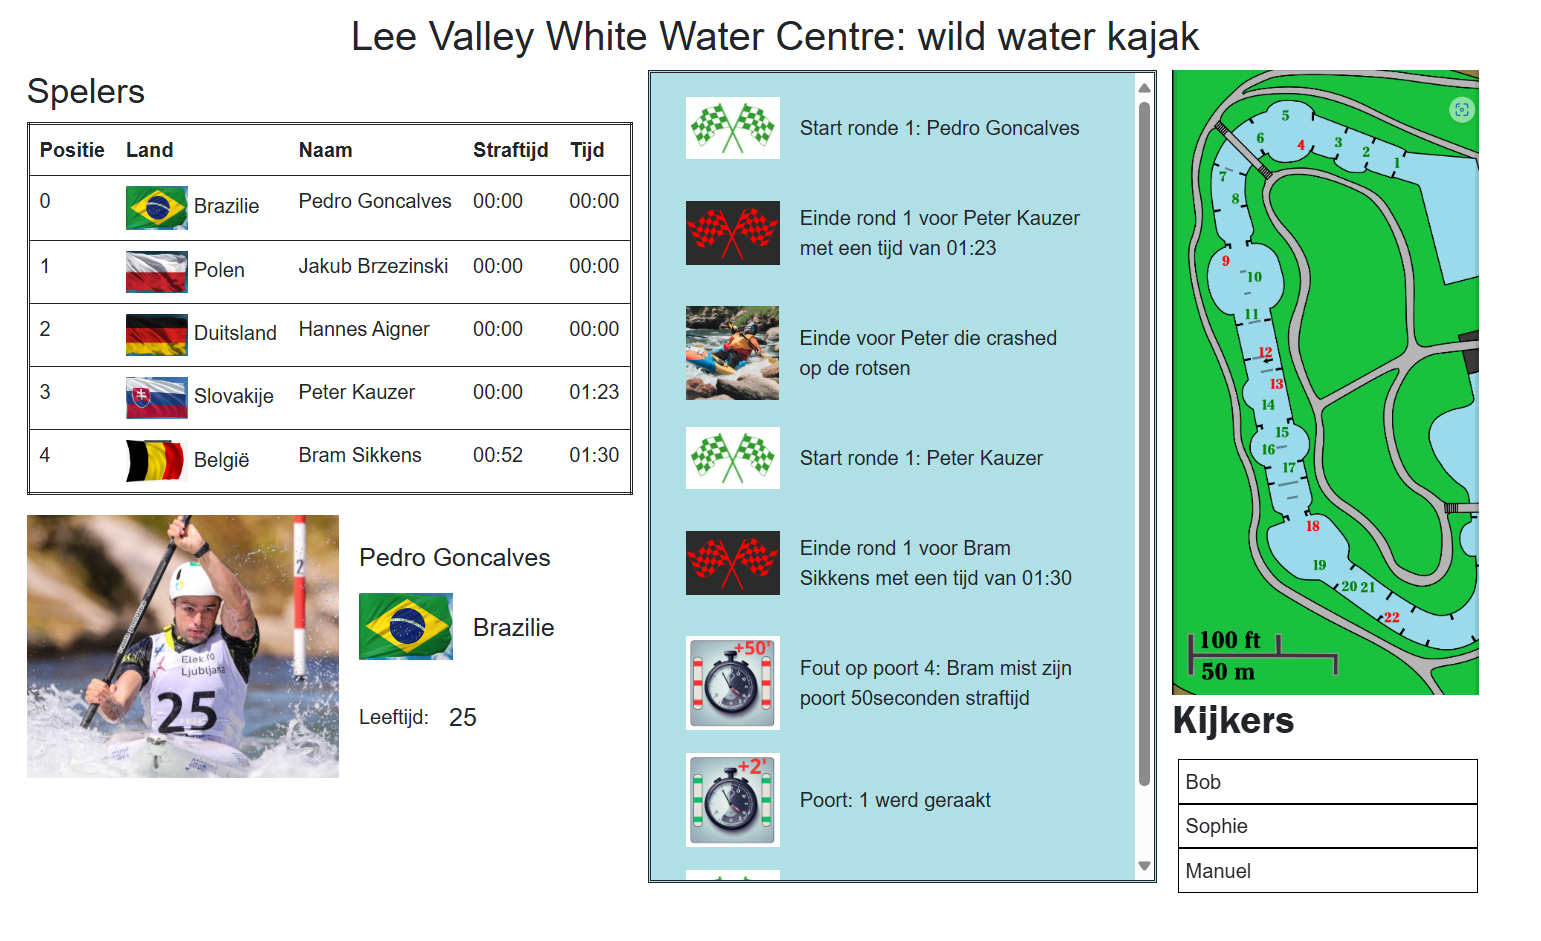 Lee Valley White Water Centre: wild water kajak
Spelers
Positie Land Naam Straftijd Tijd
0 Brazilie Pedro Goncalves 00:00 00:00
1 Polen Jakub Brzezinski 00:00 00:00
2 Duitsland Hannes Aigner 00:00 00:00
3 Slovakije Peter Kauzer 00:00 01:23
4 België Bram Sikkens 00:52 01:30
2
Elektro
Ljubljana
25
Pedro Goncalves
Brazilie
Leeftijd: 25
Start ronde 1: Pedro Goncalves
Einde rond 1 voor Peter Kauzer
met een tijd van 01:23
Einde voor Peter die crashed
op de rotsen
Start ronde 1: Peter Kauzer
Einde rond 1 voor Bram
Sikkens met een tijd van 01:30
+50'
Fout op poort 4: Bram mist zijn
poort 50seconden straftijd
+2'
Poort: 1 werd geraakt
5
6 4 3 2 1
7
8
9
10
11
12
13
14
15
16
17
18
19
20 21
22
100 ft
50 m
Kijkers
Bob
Sophie
Manuel